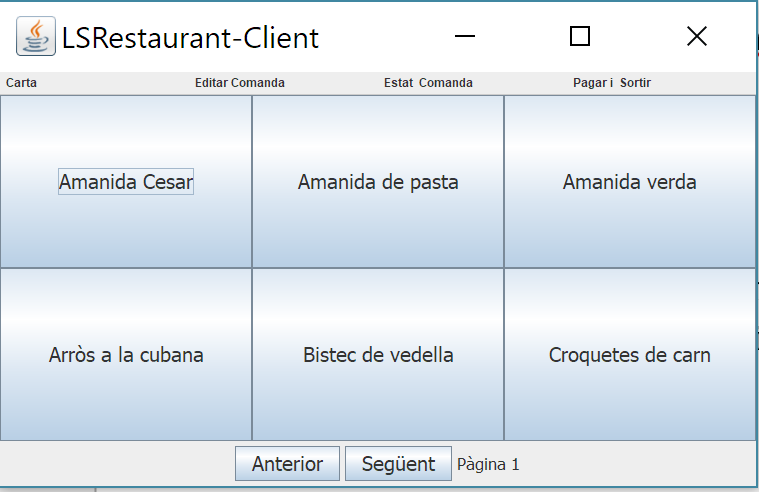 LSRestaurant-Client
Carta Editar Comanda Estat Comanda Pagar i Sortir
Amanida Cesar Amanida de pasta Amanida verda
Arròs a la cubana Bistec de vedella Croquetes de carn
Anterior Següent Pàgina 1